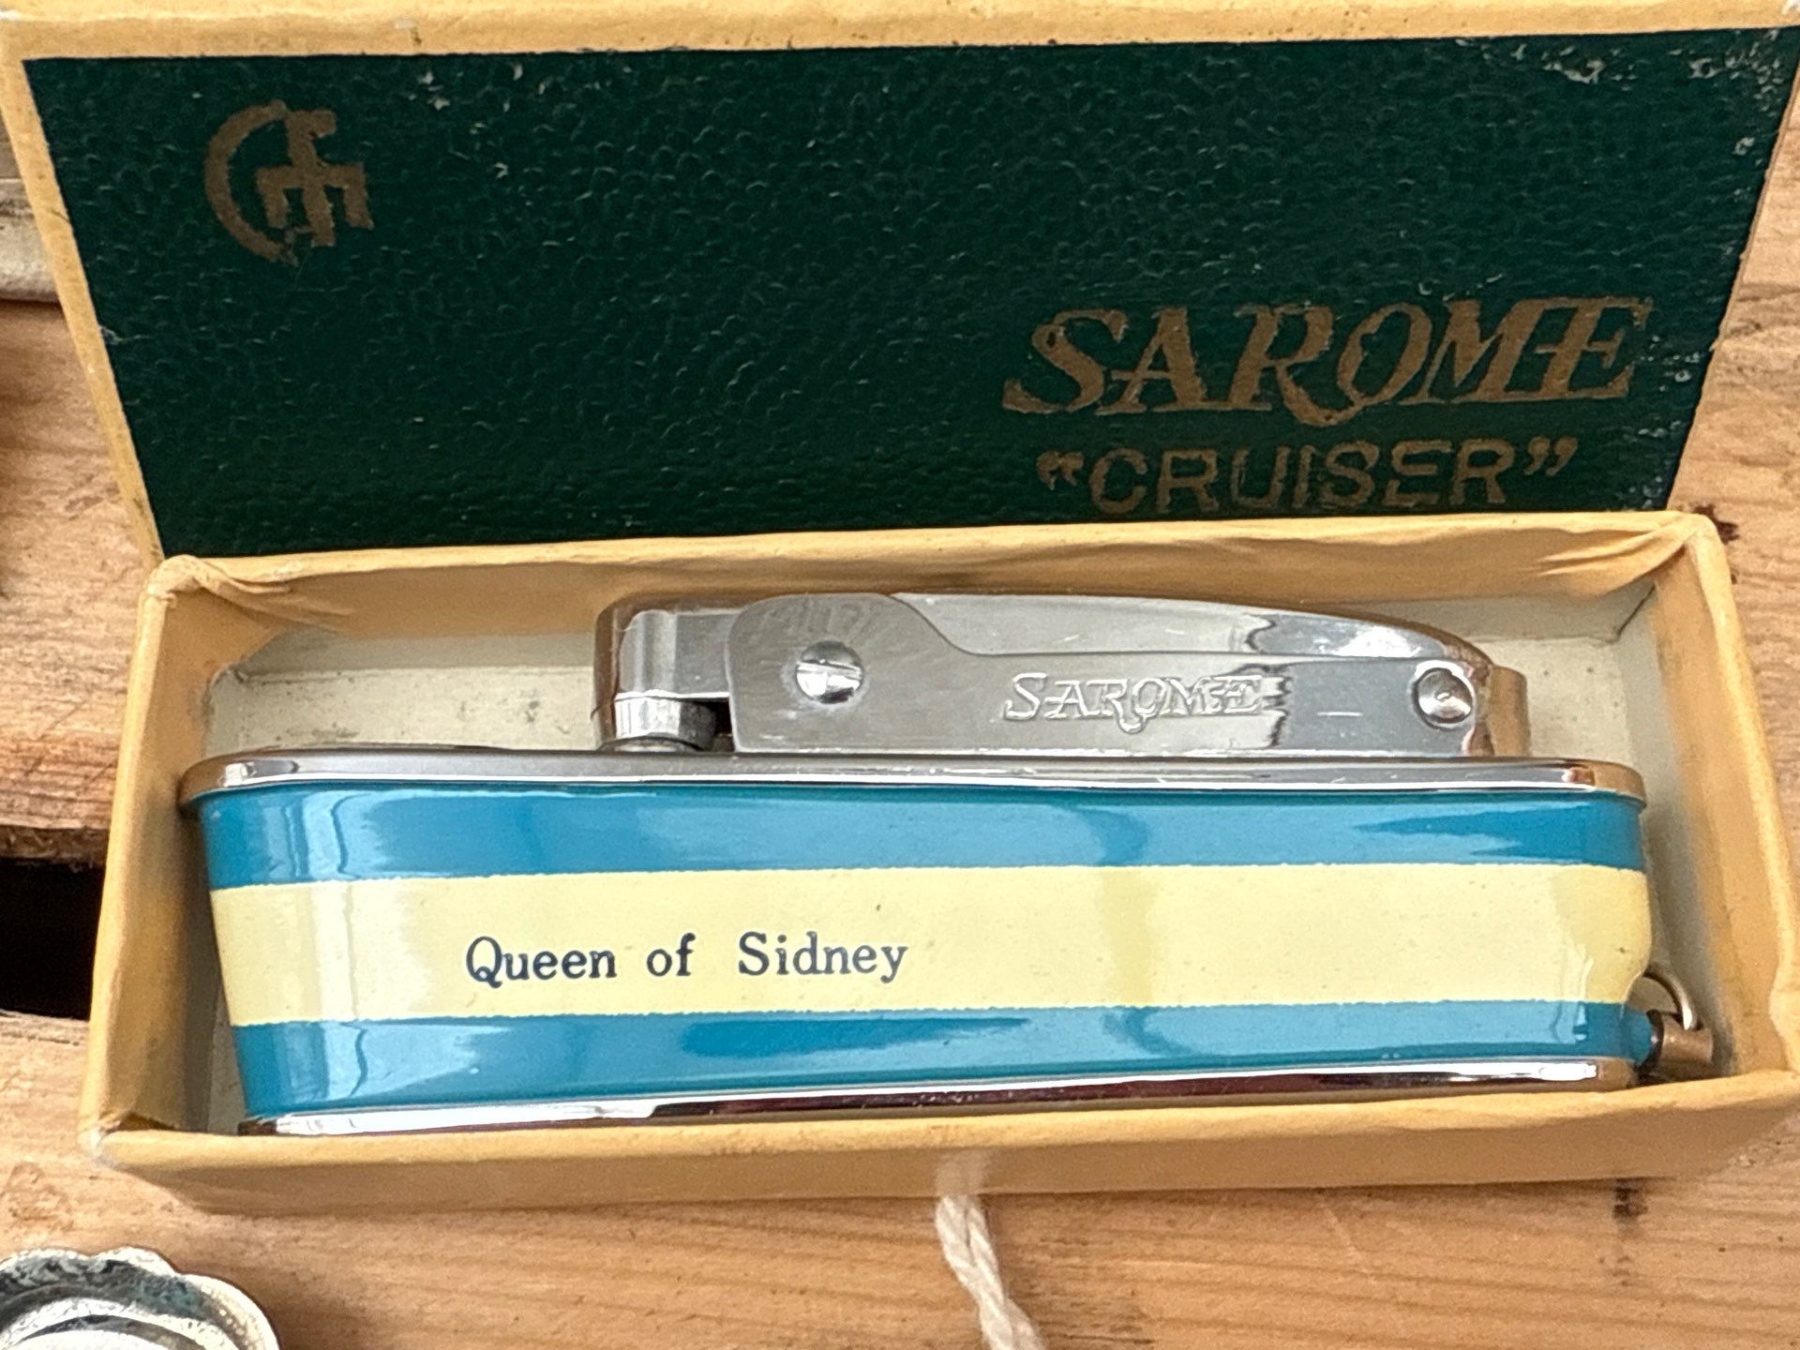 SAROME
"CRUISER"
SAROME
Queen of Sidney